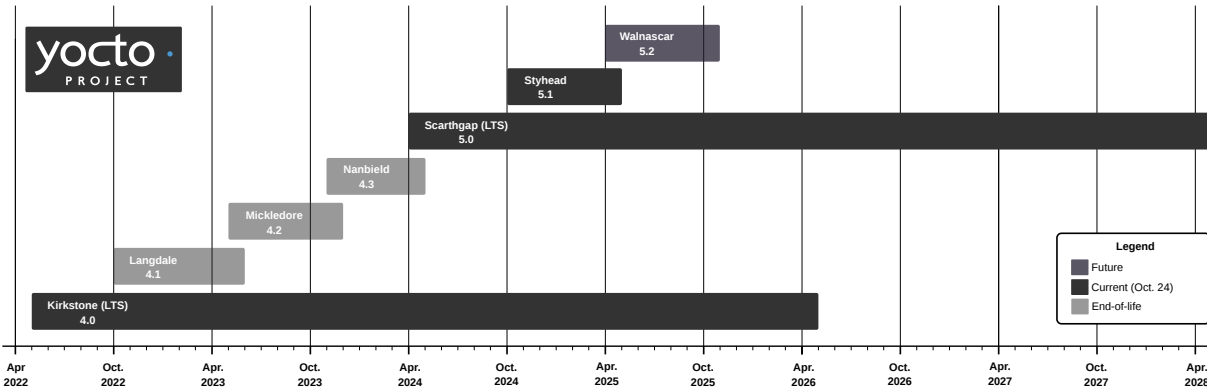 yocto
PROJECT
Walnascar
5.2
Styhead
5.1
Scarthgap (LTS)
5.0
Nanbield
4.3
Mickledore
4.2
Langdale
4.1
Kirkstone (LTS)
4.0
Legend
Future
Current (Oct. 24)
End-of-life
Apr
2022
Oct.
2022
Apr.
2023
Oct.
2023
Apr.
2024
Oct.
2024
Apr.
2025
Oct.
2025
Apr.
2026
Oct.
2026
Apr.
2027
Oct.
2027
Apr.
2028